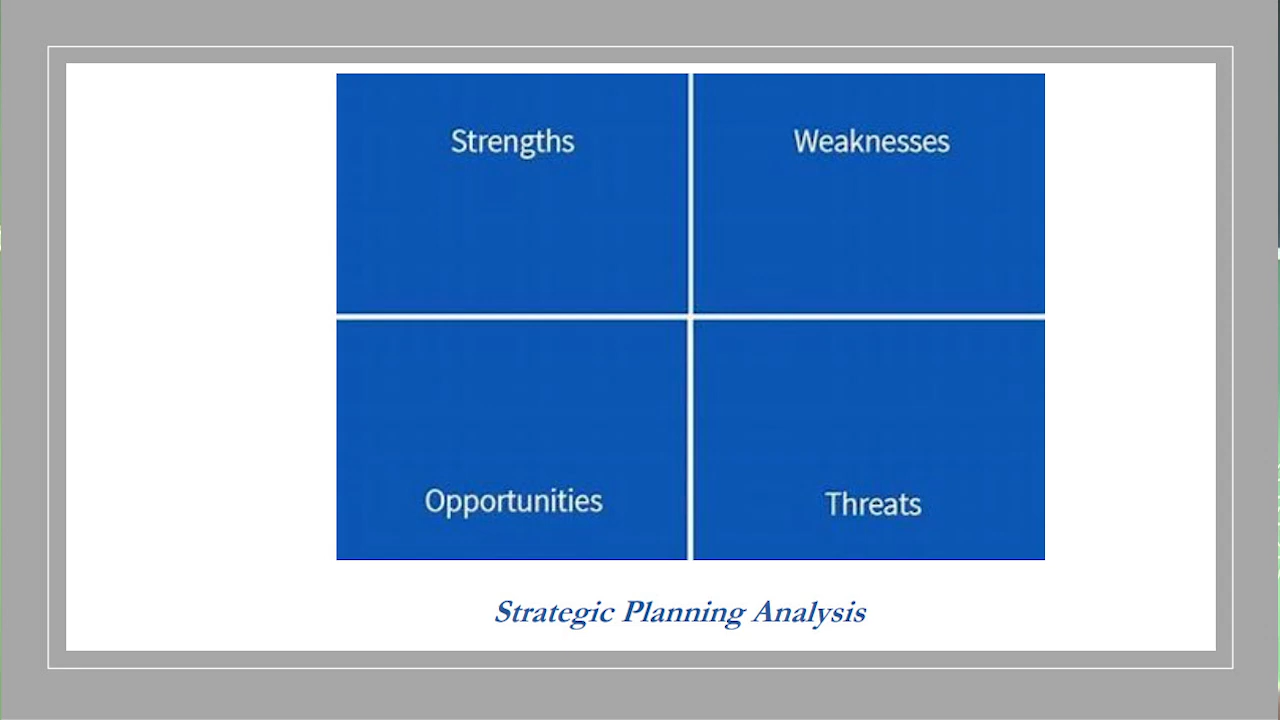 Strengths
Weaknesses
Opportunities
Threats
Strategic Planning Analysis